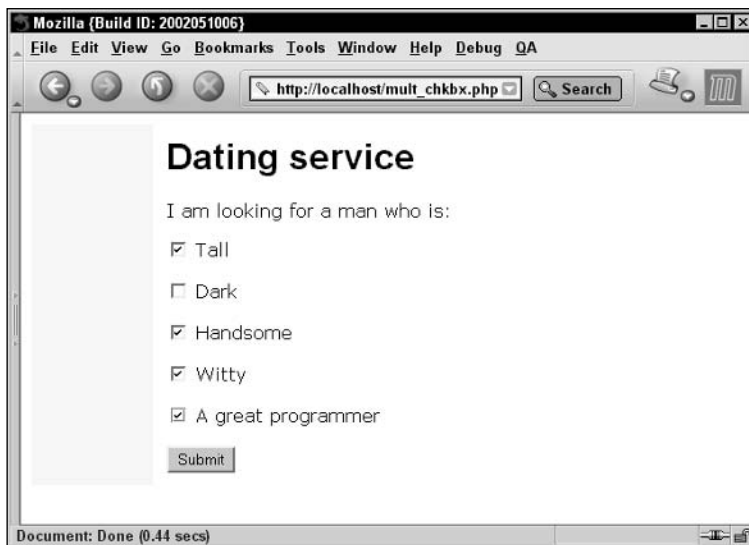 Mozilla {Build ID: 2002051006}
File Edit View Go Bookmarks Tools Window Help Debug QA
http://localhost/mult_chkbx.php Search
Dating service
I am looking for a man who is:
Tall
Dark
Handsome
Witty
A great programmer
Submit
Document: Done (0.44 secs)